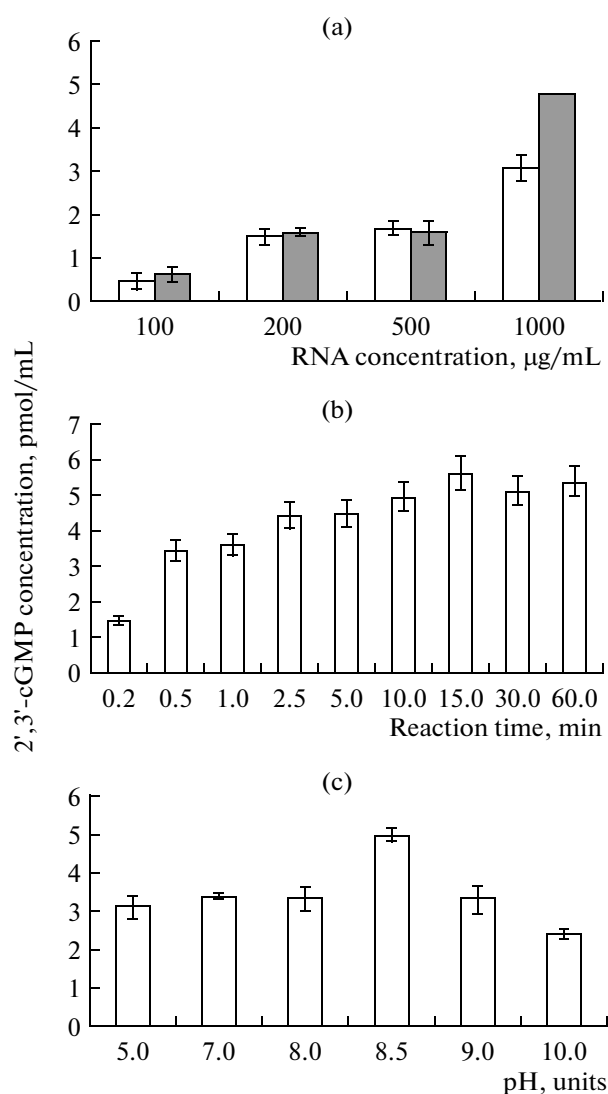 (a)
6
5
4
3
2
1
0
100 200 500 1000
RNA concentration, μg/mL
2',3'-cGMP concentration, pmol/mL
(b)
7
6
5
4
3
2
1
0
0.2 0.5 1.0 2.5 5.0 10.0 15.0 30.0 60.0
Reaction time, min
(c)
6
5
4
3
2
1
0
5.0 7.0 8.0 8.5 9.0 10.0
pH, units